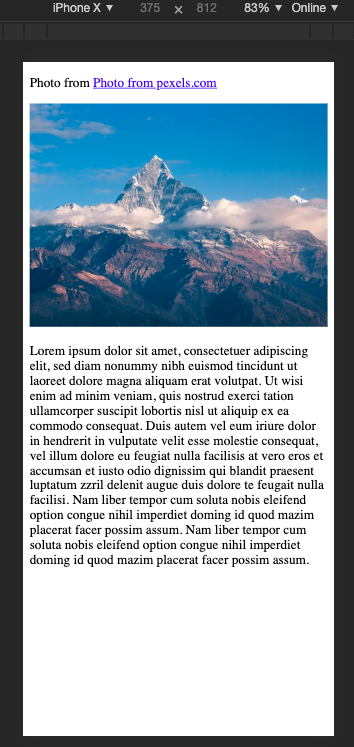 iPhone X ▼ 375 × 812 83% ▼ Online ▼
Photo from Photo from pexels.com
Lorem ipsum dolor sit amet, consectetuer adipiscing
elit, sed diam nonummy nibh euismod tincidunt ut
laoreet dolore magna aliquam erat volutpat. Ut wisi
enim ad minim veniam, quis nostrud exerci tation
ullamcorper suscipit lobortis nisl ut aliquip ex ea
commodo consequat. Duis autem vel eum iriure dolor
in hendrerit in vulputate velit esse molestie consequat,
vel illum dolore eu feugiat nulla facilisis at vero eros et
accumsan et iusto odio dignissim qui blandit praesent
luptatum zzril delenit augue duis dolore te feugait nulla
facilisi. Nam liber tempor cum soluta nobis eleifend
option congue nihil imperdiet doming id quod mazim
placerat facer possim assum. Nam liber tempor cum
soluta nobis eleifend option congue nihil imperdiet
doming id quod mazim placerat facer possim assum.